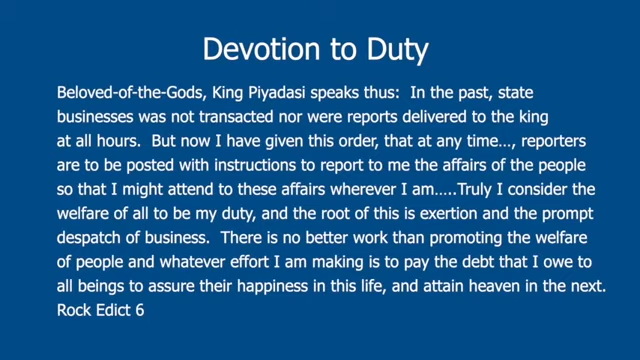 Devotion to Duty
Beloved-of-the-Gods, King Piyadasi speaks thus: In the past, state
businesses was not transacted nor were reports delivered to the king
at all hours. But now I have given this order, that at any time…, reporters
are to be posted with instructions to report to me the affairs of the people
so that I might attend to these affairs wherever I am…..Truly I consider the
welfare of all to be my duty, and the root of this is exertion and the prompt
despatch of business. There is no better work than promoting the welfare
of people and whatever effort I am making is to pay the debt that I owe to
all beings to assure their happiness in this life, and attain heaven in the next.
Rock Edict 6